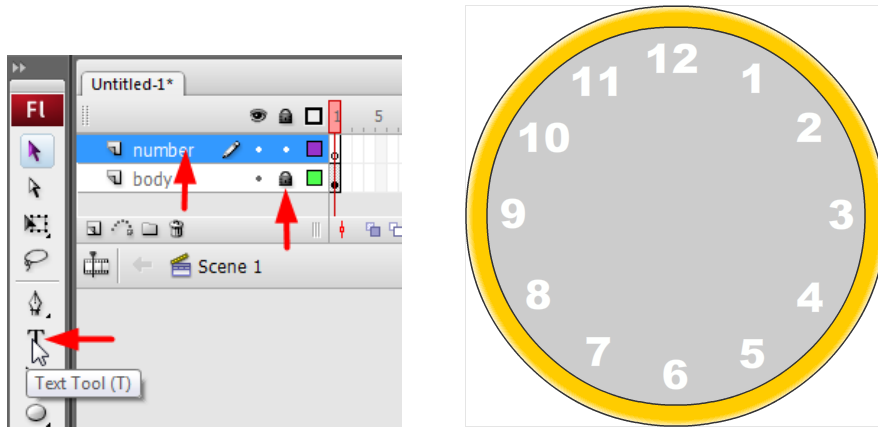 Untitled-1*
Fl
1 5
number
body
Scene 1
T
Text Tool (T)
12
11 1
10 2
9 3
8 4
7 5
6